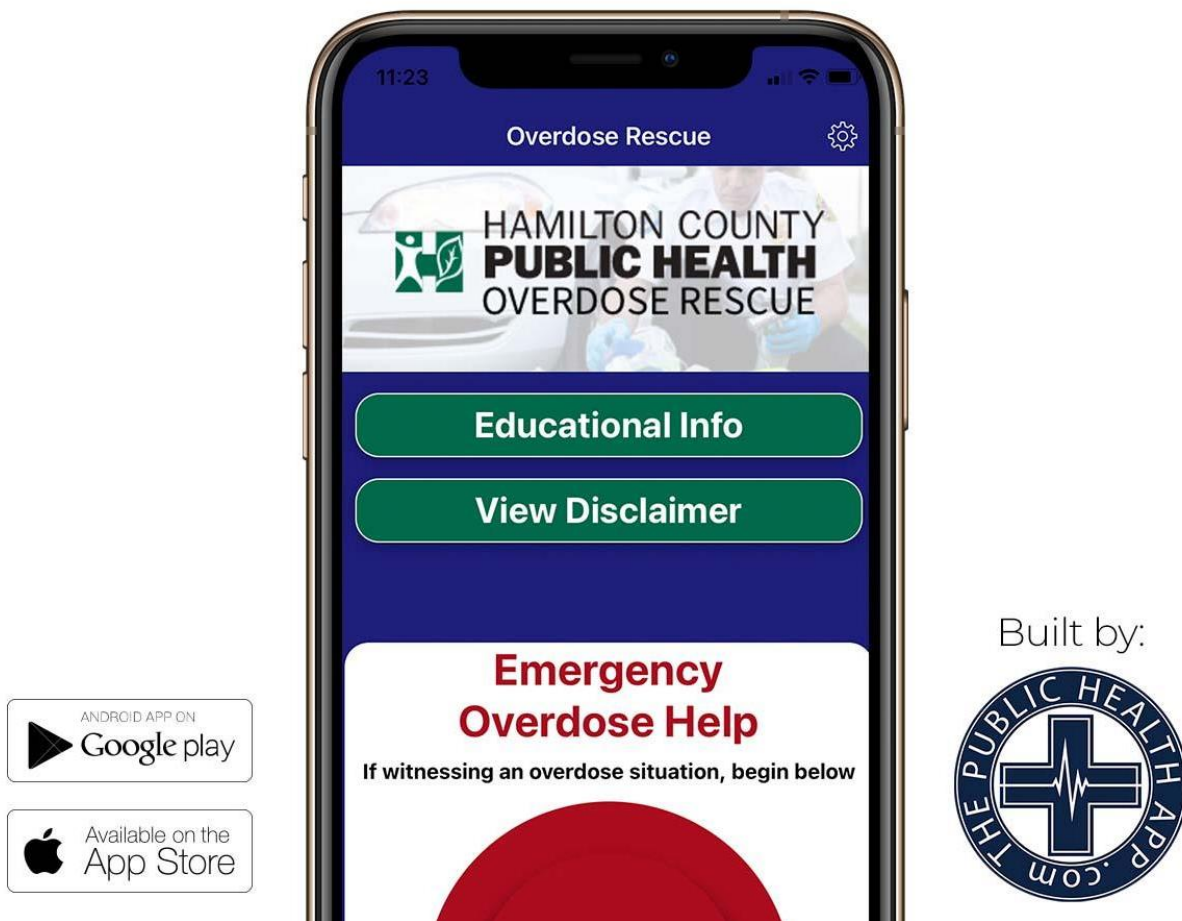 11:23
Overdose Rescue
HAMILTON COUNTY
PUBLIC HEALTH
OVERDOSE RESCUE
Educational Info
View Disclaimer
Emergency
Overdose Help
If witnessing an overdose situation, begin below
ANDROID APP ON
Google play
Available on the
App Store
Built by:
THE PUBLIC HEALTH APP.com